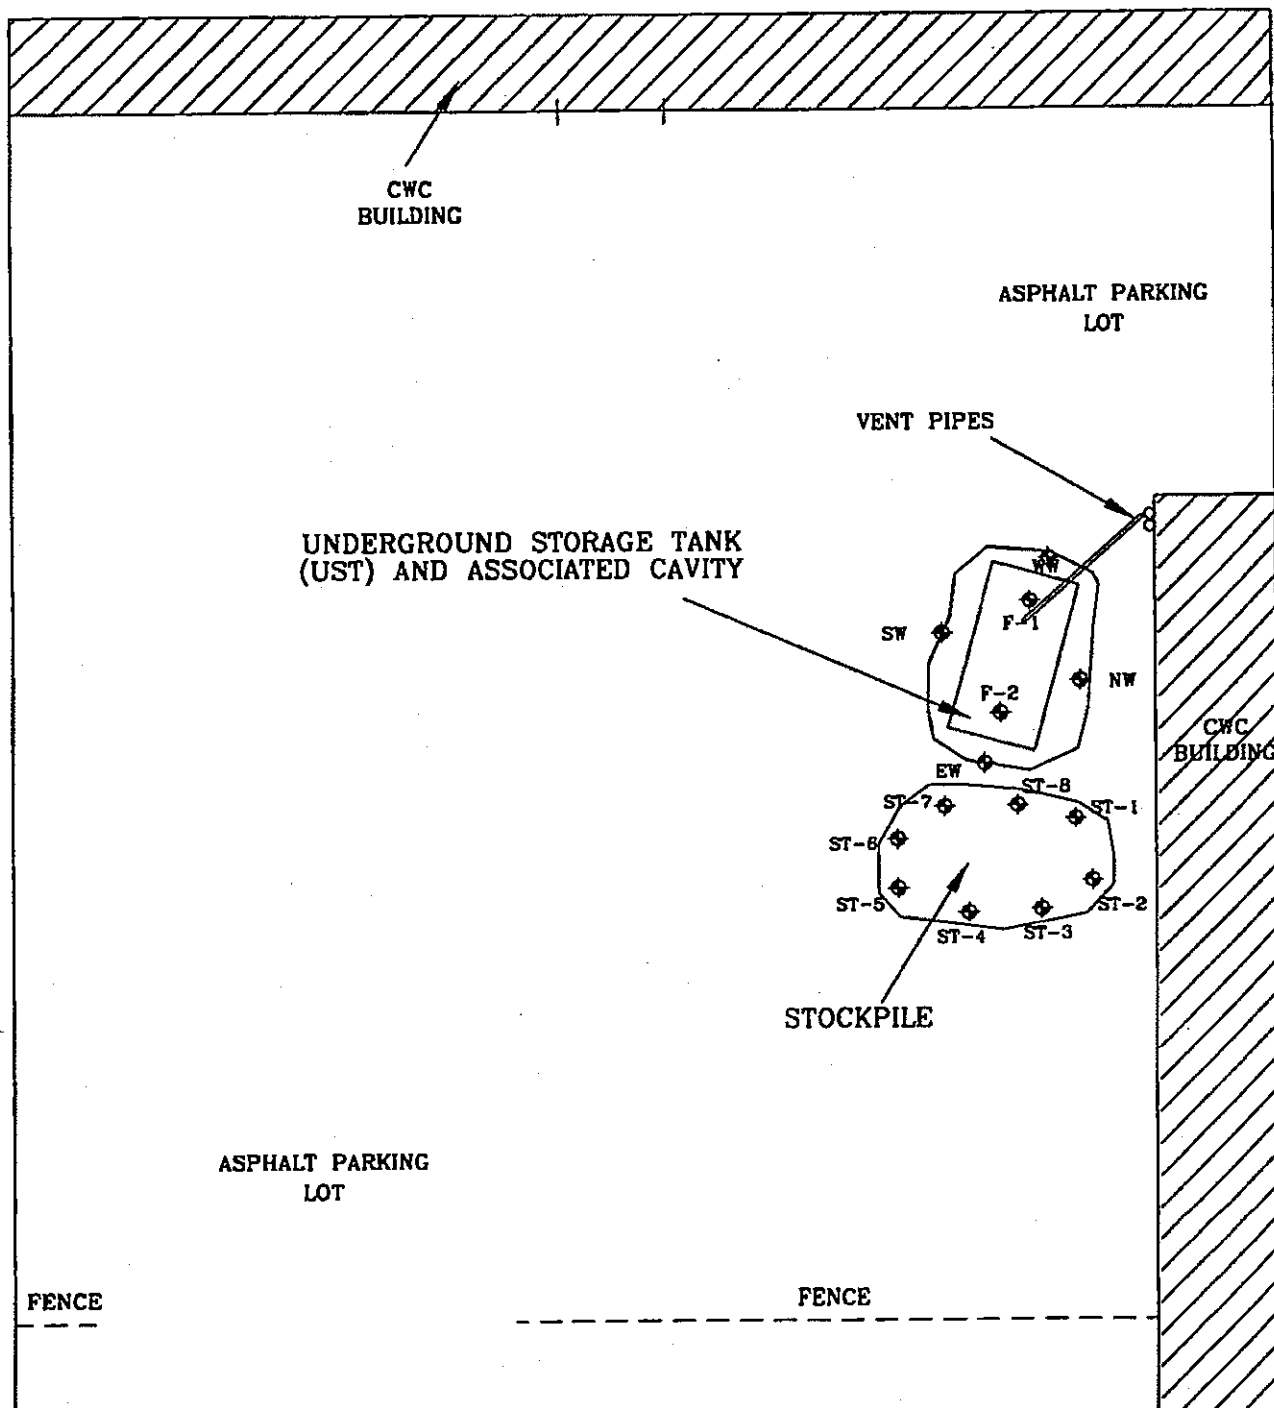 CWC
BUILDING
ASPHALT PARKING
LOT
VENT PIPES
UNDERGROUND STORAGE TANK
(UST) AND ASSOCIATED CAVITY
WW
F-1
SW
NW
F-2
CWC
BUILDING
EW
ST-8
ST-7
ST-1
ST-6
ST-5
ST-2
ST-4
ST-3
STOCKPILE
ASPHALT PARKING
LOT
FENCE
FENCE